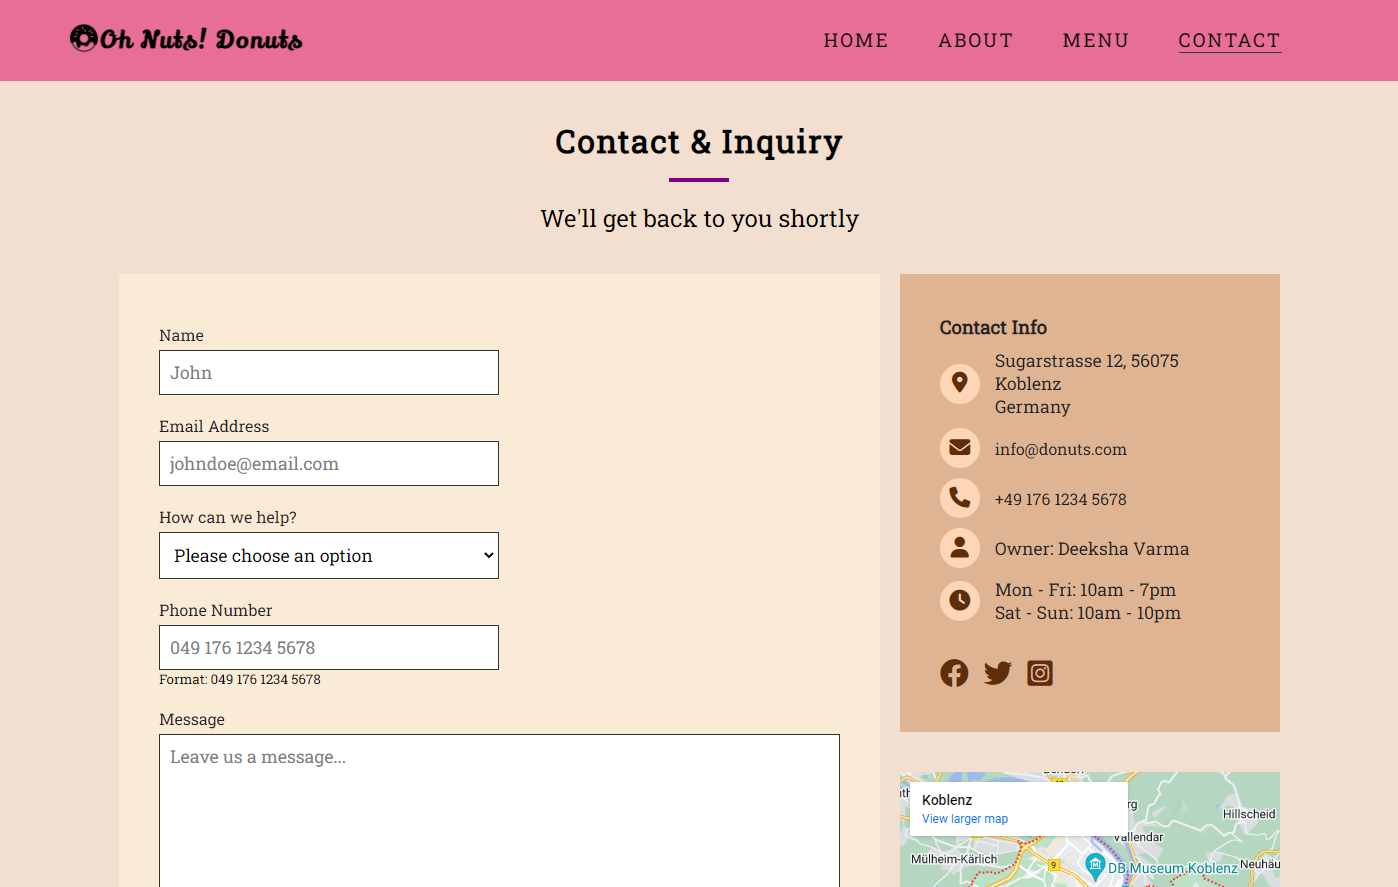 Oh Nuts! Donuts
HOME ABOUT MENU CONTACT
Contact & Inquiry
We'll get back to you shortly
Name
John
Email Address
johndoe@email.com
How can we help?
Please choose an option
Phone Number
049 176 1234 5678
Format: 049 176 1234 5678
Message
Leave us a message...
Contact Info
Sugarstrasse 12, 56075
Koblenz
Germany
info@donuts.com
+49 176 1234 5678
Owner: Deeksha Varma
Mon - Fri: 10am - 7pm
Sat - Sun: 10am - 10pm
Koblenz
View larger map
Hillscheid
Vallendar
Mülheim-Kärlich
9
DB Museum Koblenz